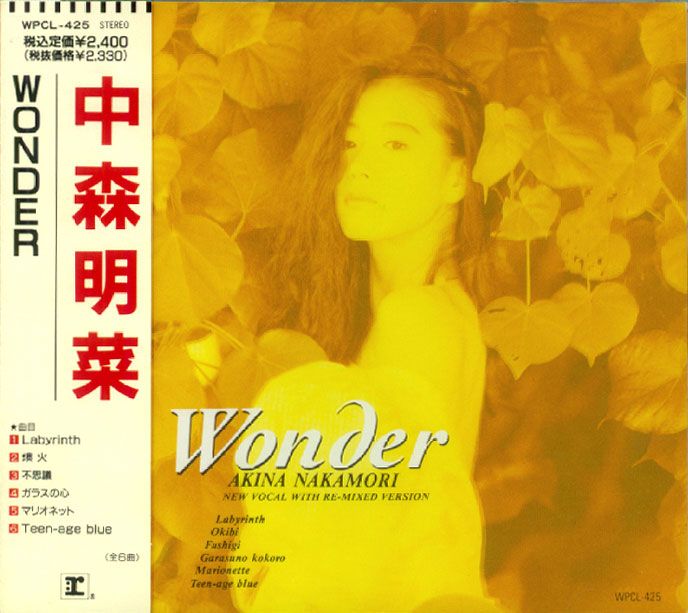 WPCL-425 STEREO
税込定価¥2,400
(税抜価格¥2,330)
WONDER
中森明菜
★曲目
1 Labyrinth
2 燠火
3 不思議
4 ガラスの心
5 マリオネット
6 Teen-age blue
(全6曲)
r
Wonder
AKINA NAKAMORI
NEW VOCAL WITH RE-MIXED VERSION
Labyrinth
Okibi
Fushigi
Garasuno kokoro
Marionette
Teen-age blue
WPCL-425